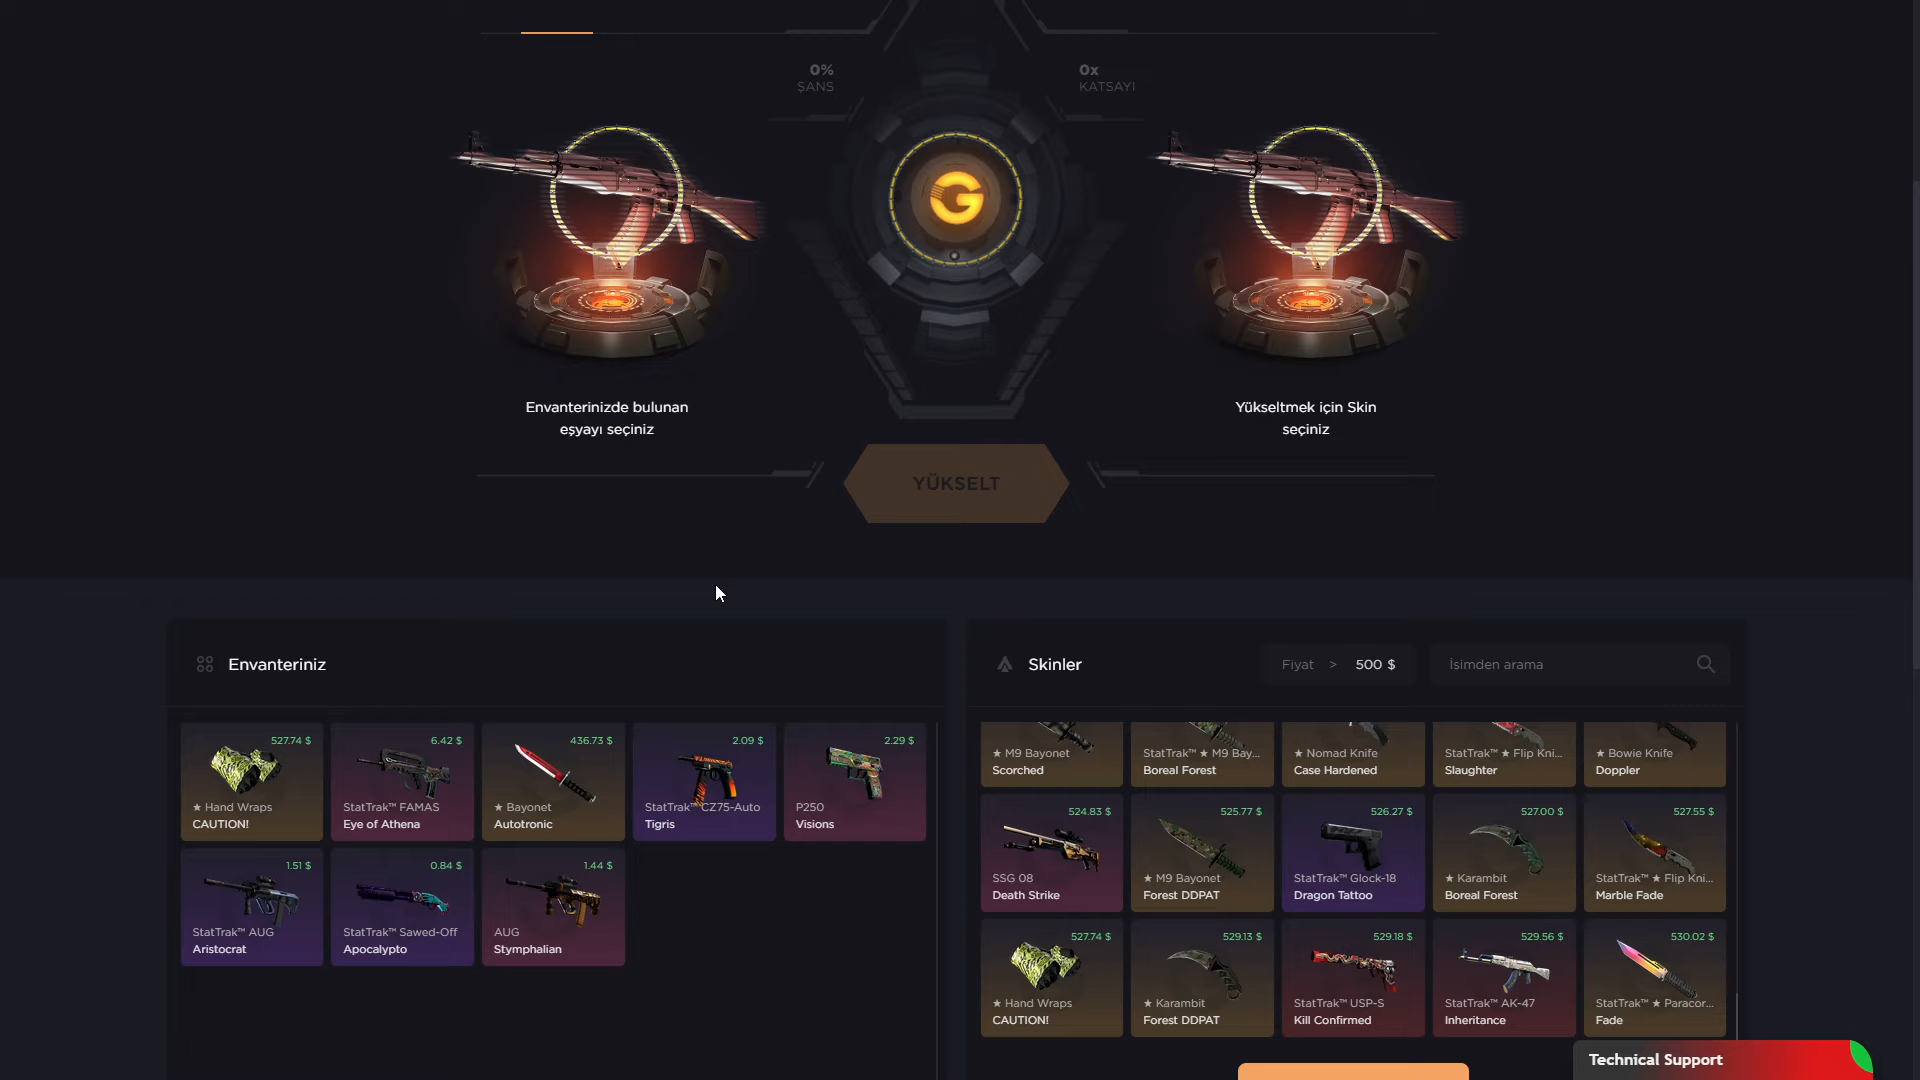 0%
ŞANS
0x
KATSAYI
Envanterinizde bulunan
eşyayı seçiniz
Yükseltmek için Skin
seçiniz
YÜKSELT
Envanteriniz
527.74 $
★ Hand Wraps
CAUTION!
6.42 $
StatTrak™ FAMAS
Eye of Athena
436.73 $
★ Bayonet
Autotronic
2.09 $
StatTrak™ CZ75-Auto
Tigris
2.29 $
P250
Visions
1.51 $
StatTrak™ AUG
Aristocrat
0.84 $
StatTrak™ Sawed-Off
Apocalypto
1.44 $
AUG
Stymphalian
Skinler
Fiyat > 500 $
İsimden arama
★ M9 Bayonet
Scorched
StatTrak™ ★ M9 Bay...
Boreal Forest
★ Nomad Knife
Case Hardened
StatTrak™ ★ Flip Kni...
Slaughter
★ Bowie Knife
Doppler
524.83 $
SSG 08
Death Strike
525.77 $
★ M9 Bayonet
Forest DDPAT
526.27 $
StatTrak™ Glock-18
Dragon Tattoo
527.00 $
★ Karambit
Boreal Forest
527.55 $
StatTrak™ ★ Flip Kni...
Marble Fade
527.74 $
★ Hand Wraps
CAUTION!
529.13 $
★ Karambit
Forest DDPAT
529.18 $
StatTrak™ USP-S
Kill Confirmed
529.56 $
StatTrak™ AK-47
Inheritance
530.02 $
StatTrak™ ★ Paracor...
Fade
Technical Support